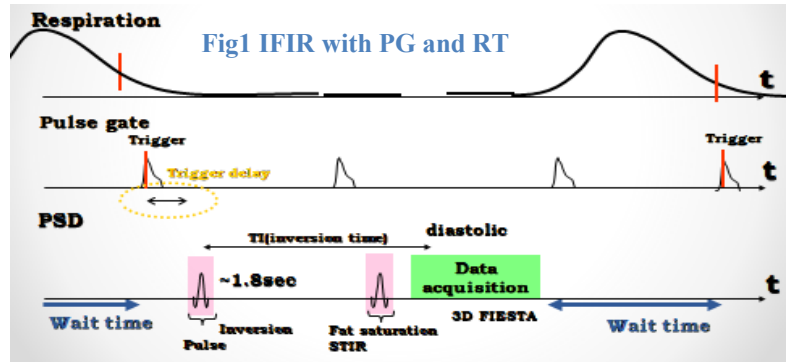 Respiration
Fig1 IFIR with PG and RT
t
Pulse gate
Trigger
Trigger
Trigger delay
t
PSD
TI(inversion time)
diastolic
~1.8sec
Data
acquisition
t
Wait time
Inversion
Pulse
Fat saturation
STIR
3D FIESTA
Wait time